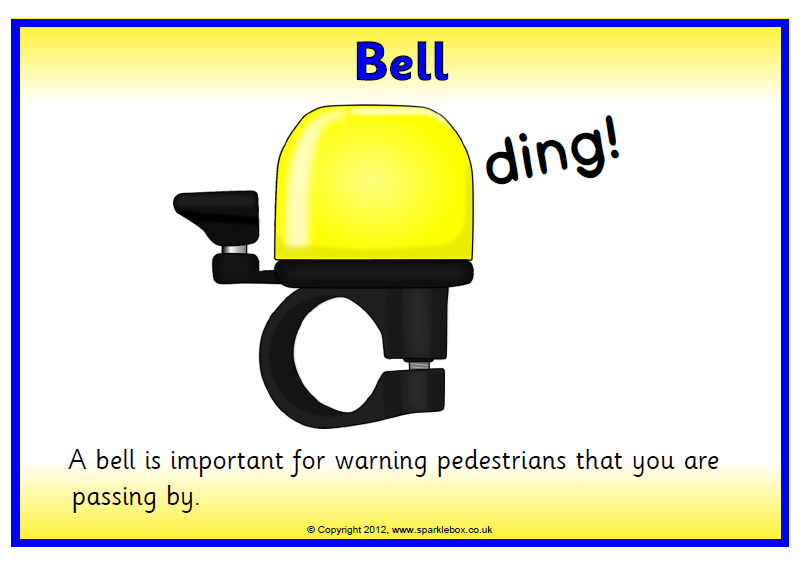 Bell
ding!
A bell is important for warning pedestrians that you are
passing by.
© Copyright 2012, www.sparklebox.co.uk